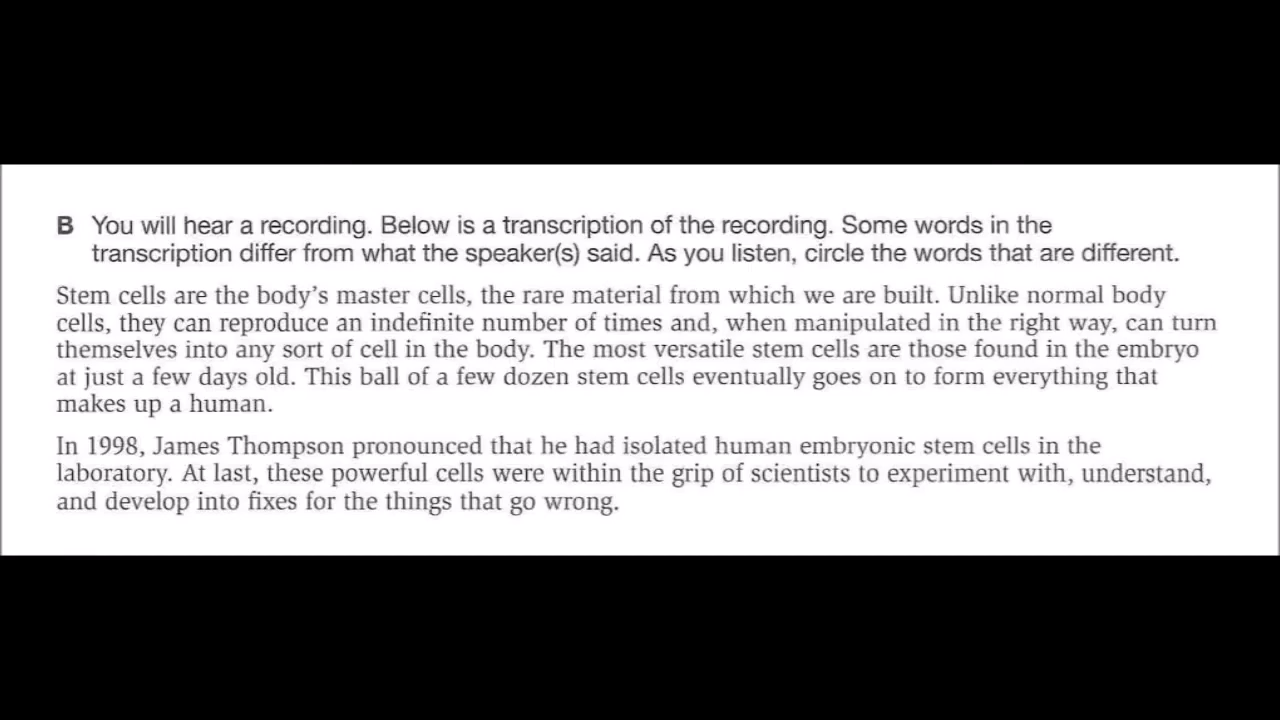 B You will hear a recording. Below is a transcription of the recording. Some words in the
transcription differ from what the speaker(s) said. As you listen, circle the words that are different.
Stem cells are the body's master cells, the rare material from which we are built. Unlike normal body
cells, they can reproduce an indefinite number of times and, when manipulated in the right way, can turn
themselves into any sort of cell in the body. The most versatile stem cells are those found in the embryo
at just a few days old. This ball of a few dozen stem cells eventually goes on to form everything that
makes up a human.
In 1998, James Thompson pronounced that he had isolated human embryonic stem cells in the
laboratory. At last, these powerful cells were within the grip of scientists to experiment with, understand,
and develop into fixes for the things that go wrong.